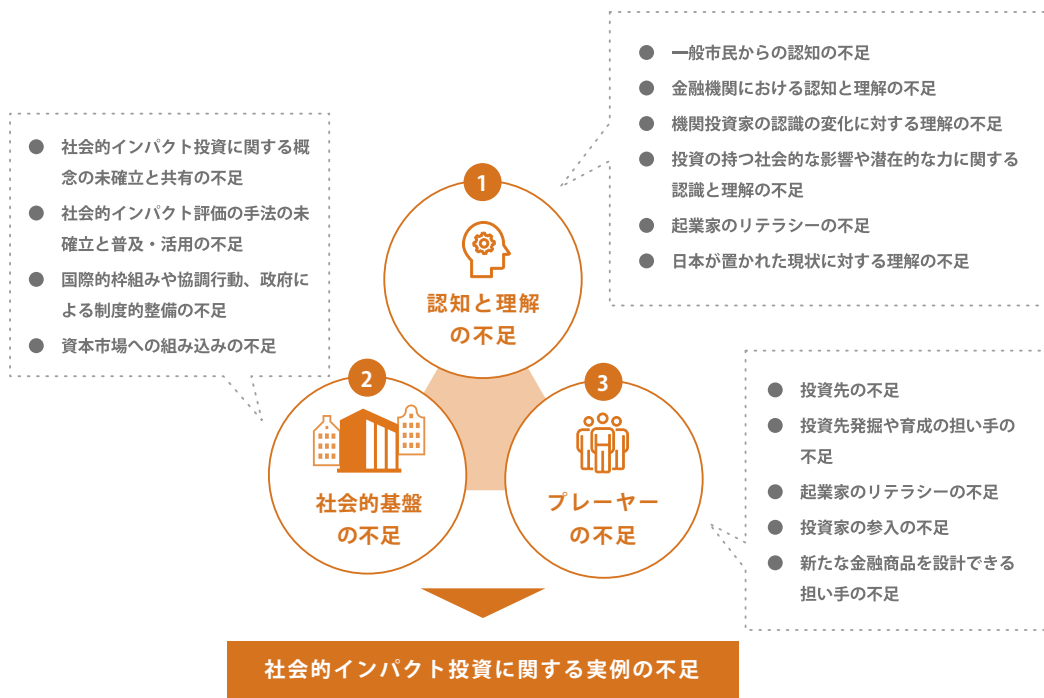 1
認知と理解
の不足
● 一般市民からの認知の不足
● 金融機関における認知と理解の不足
● 機関投資家の認識の変化に対する理解の不足
● 投資の持つ社会的な影響や潜在的な力に関する
認識と理解の不足
● 起業家のリテラシーの不足
● 日本が置かれた現状に対する理解の不足
2
社会的基盤
の不足
● 社会的インパクト投資に関する概
念の未確立と共有の不足
● 社会的インパクト評価の手法の未
確立と普及・活用の不足
● 国際的枠組みや協調行動、政府に
よる制度的整備の不足
● 資本市場への組み込みの不足
3
プレーヤー
の不足
● 投資先の不足
● 投資先発掘や育成の担い手の
不足
● 起業家のリテラシーの不足
● 投資家の参入の不足
● 新たな金融商品を設計できる
担い手の不足
社会的インパクト投資に関する実例の不足